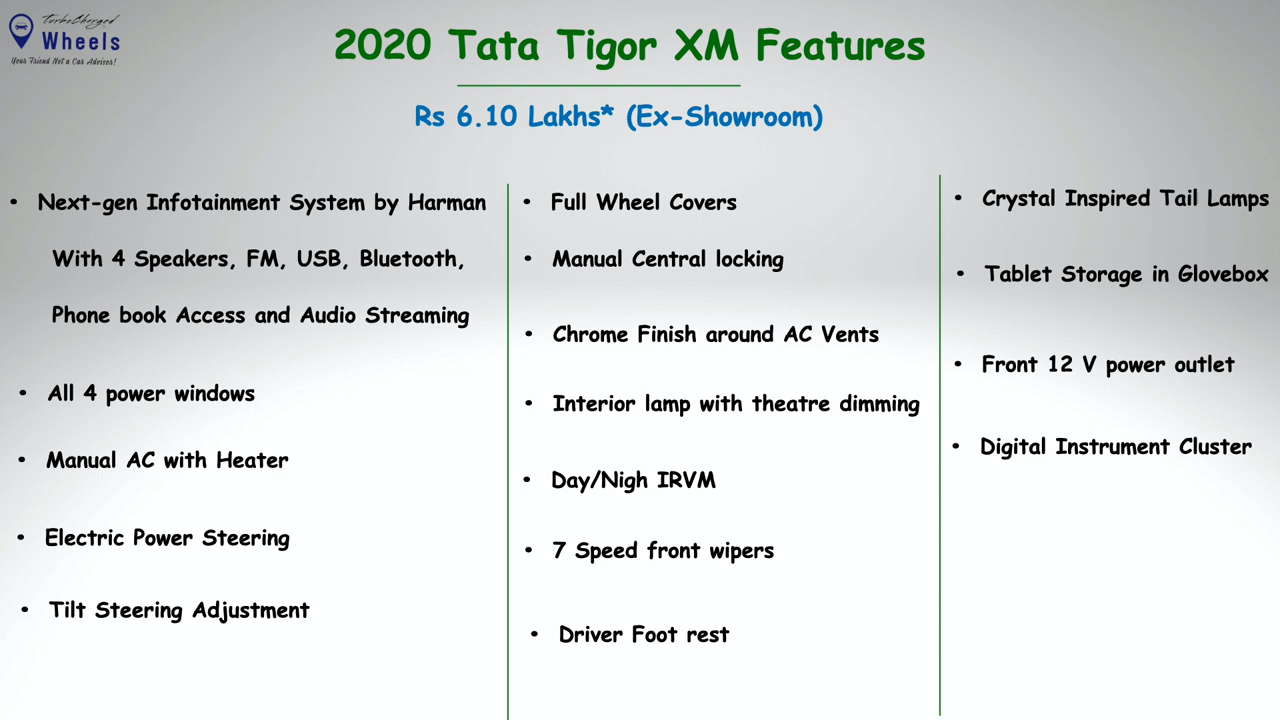 TurboCharged
Wheels
Your Friend Not a Car Advisor!
2020 Tata Tigor XM Features
Rs 6.10 Lakhs* (Ex-Showroom)
• Next-gen Infotainment System by Harman
With 4 Speakers, FM, USB, Bluetooth,
Phone book Access and Audio Streaming
• All 4 power windows
• Manual AC with Heater
• Electric Power Steering
• Tilt Steering Adjustment
• Full Wheel Covers
• Manual Central locking
• Chrome Finish around AC Vents
• Interior lamp with theatre dimming
• Day/Nigh IRVM
• 7 Speed front wipers
• Driver Foot rest
• Crystal Inspired Tail Lamps
• Tablet Storage in Glovebox
• Front 12 V power outlet
• Digital Instrument Cluster